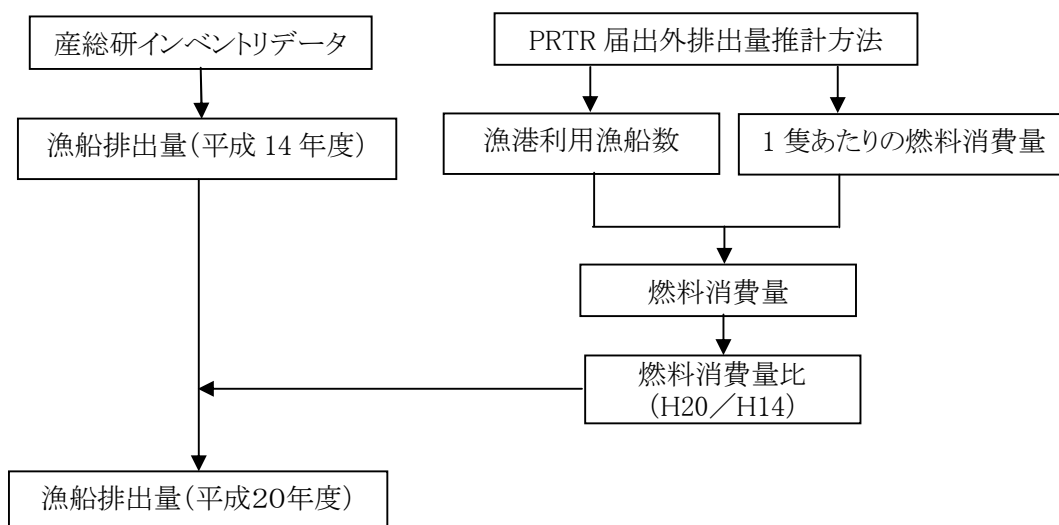 産総研インベントリデータ
PRTR 届出外排出量推計方法
漁船排出量(平成 14 年度)
漁港利用漁船数
1 隻あたりの燃料消費量
燃料消費量
燃料消費量比
(H20／H14)
漁船排出量(平成20年度)